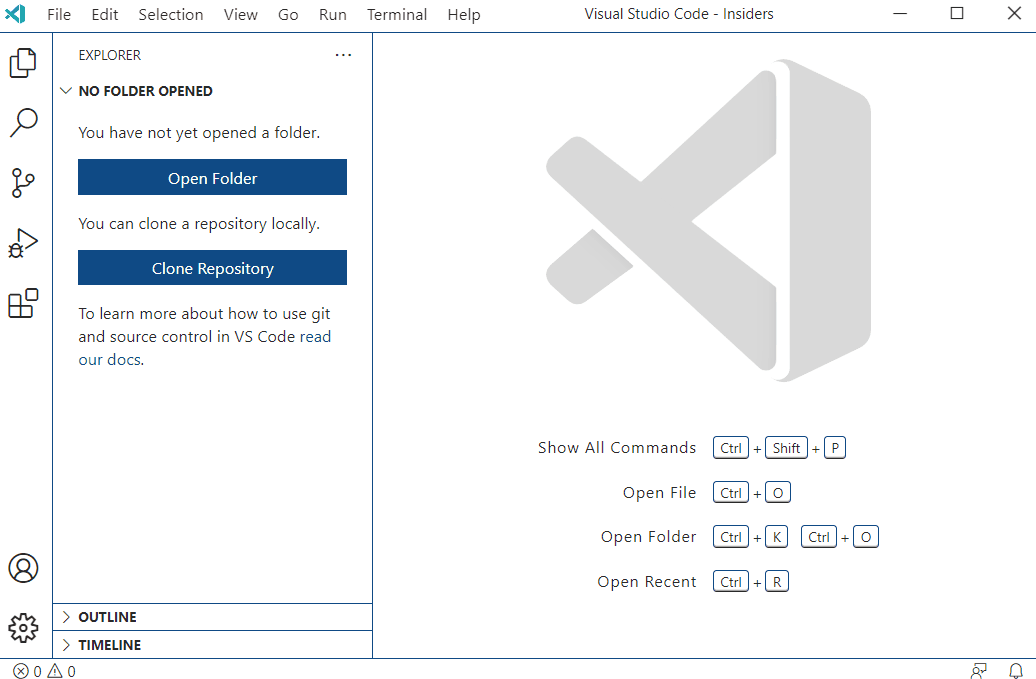 File Edit Selection View Go Run Terminal Help Visual Studio Code - Insiders
EXPLORER
NO FOLDER OPENED
You have not yet opened a folder.
Open Folder
You can clone a repository locally.
Clone Repository
To learn more about how to use git
and source control in VS Code read
our docs.
OUTLINE
TIMELINE
Show All Commands Ctrl + Shift + P
Open File Ctrl + O
Open Folder Ctrl + K Ctrl + O
Open Recent Ctrl + R
0 0